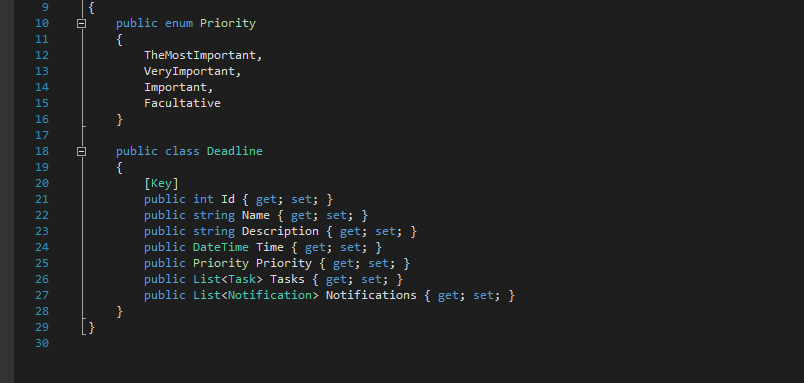 9 {
10 public enum Priority
11 {
12 TheMostImportant,
13 VeryImportant,
14 Important,
15 Facultative
16 }
17
18 public class Deadline
19 {
20 [Key]
21 public int Id { get; set; }
22 public string Name { get; set; }
23 public string Description { get; set; }
24 public DateTime Time { get; set; }
25 public Priority Priority { get; set; }
26 public List<Task> Tasks { get; set; }
27 public List<Notification> Notifications { get; set; }
28 }
29 }
30